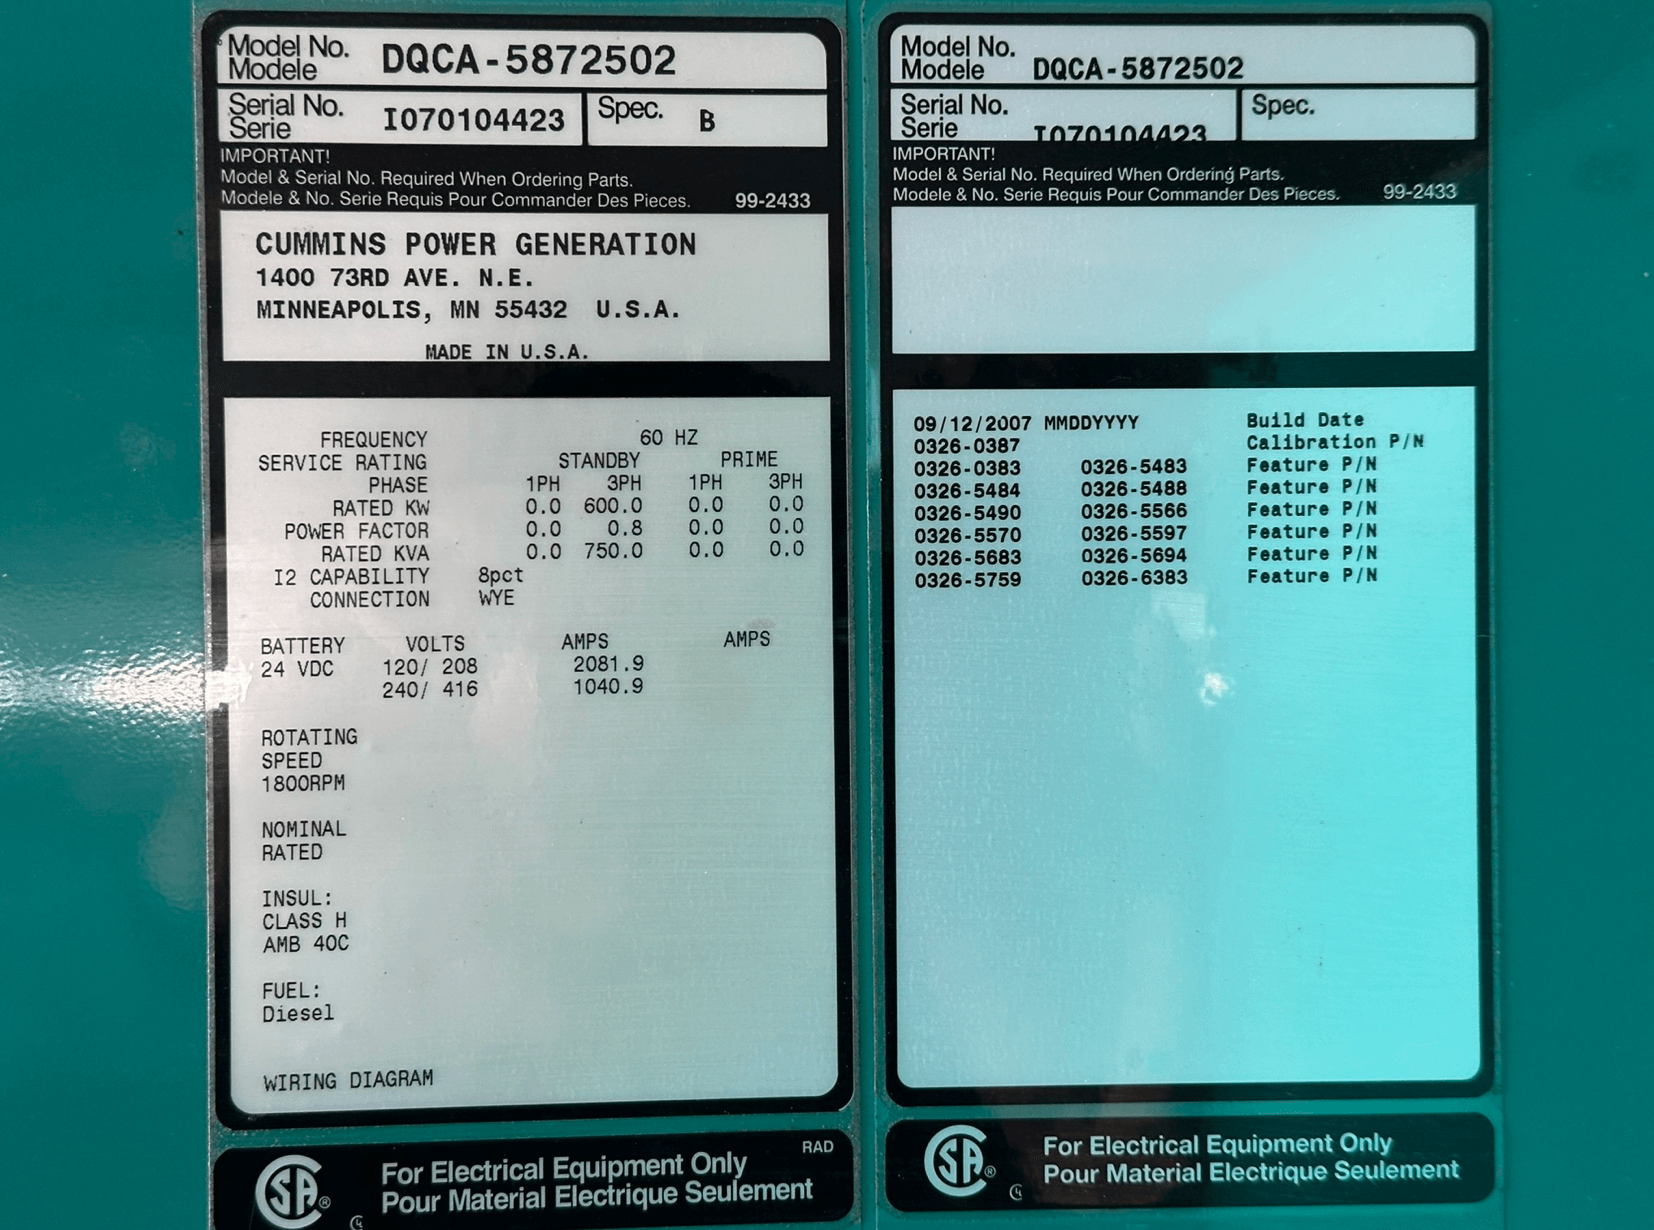 Model No.
Modele
DQCA-5872502
Serial No.
Serie
I070104423
Spec.
B
IMPORTANT!
Model & Serial No. Required When Ordering Parts.
Modele & No. Serie Requis Pour Commander Des Pieces. 99-2433
CUMMINS POWER GENERATION
1400 73RD AVE. N.E.
MINNEAPOLIS, MN 55432 U.S.A.
MADE IN U.S.A.
FREQUENCY 60 HZ
SERVICE RATING STANDBY PRIME
PHASE 1PH 3PH 1PH 3PH
RATED KW 0.0 600.0 0.0 0.0
POWER FACTOR 0.0 0.8 0.0 0.0
RATED KVA 0.0 750.0 0.0 0.0
I2 CAPABILITY 8pct
CONNECTION WYE
BATTERY VOLTS AMPS AMPS
24 VDC 120/ 208 2081.9
240/ 416 1040.9
ROTATING
SPEED
1800RPM
NOMINAL
RATED
INSUL:
CLASS H
AMB 40C
FUEL:
Diesel
WIRING DIAGRAM
RAD
SA ®
For Electrical Equipment Only
Pour Material Electrique Seulement
Model No.
Modele
DQCA-5872502
Serial No.
Serie
I070104423
Spec.
IMPORTANT!
Model & Serial No. Required When Ordering Parts.
Modele & No. Serie Requis Pour Commander Des Pieces. 99-2433
09/12/2007 MMDDYYYY Build Date
0326-0387 Calibration P/N
0326-0383 0326-5483 Feature P/N
0326-5484 0326-5488 Feature P/N
0326-5490 0326-5566 Feature P/N
0326-5570 0326-5597 Feature P/N
0326-5683 0326-5694 Feature P/N
0326-5759 0326-6383 Feature P/N
SA ®
For Electrical Equipment Only
Pour Material Electrique Seulement